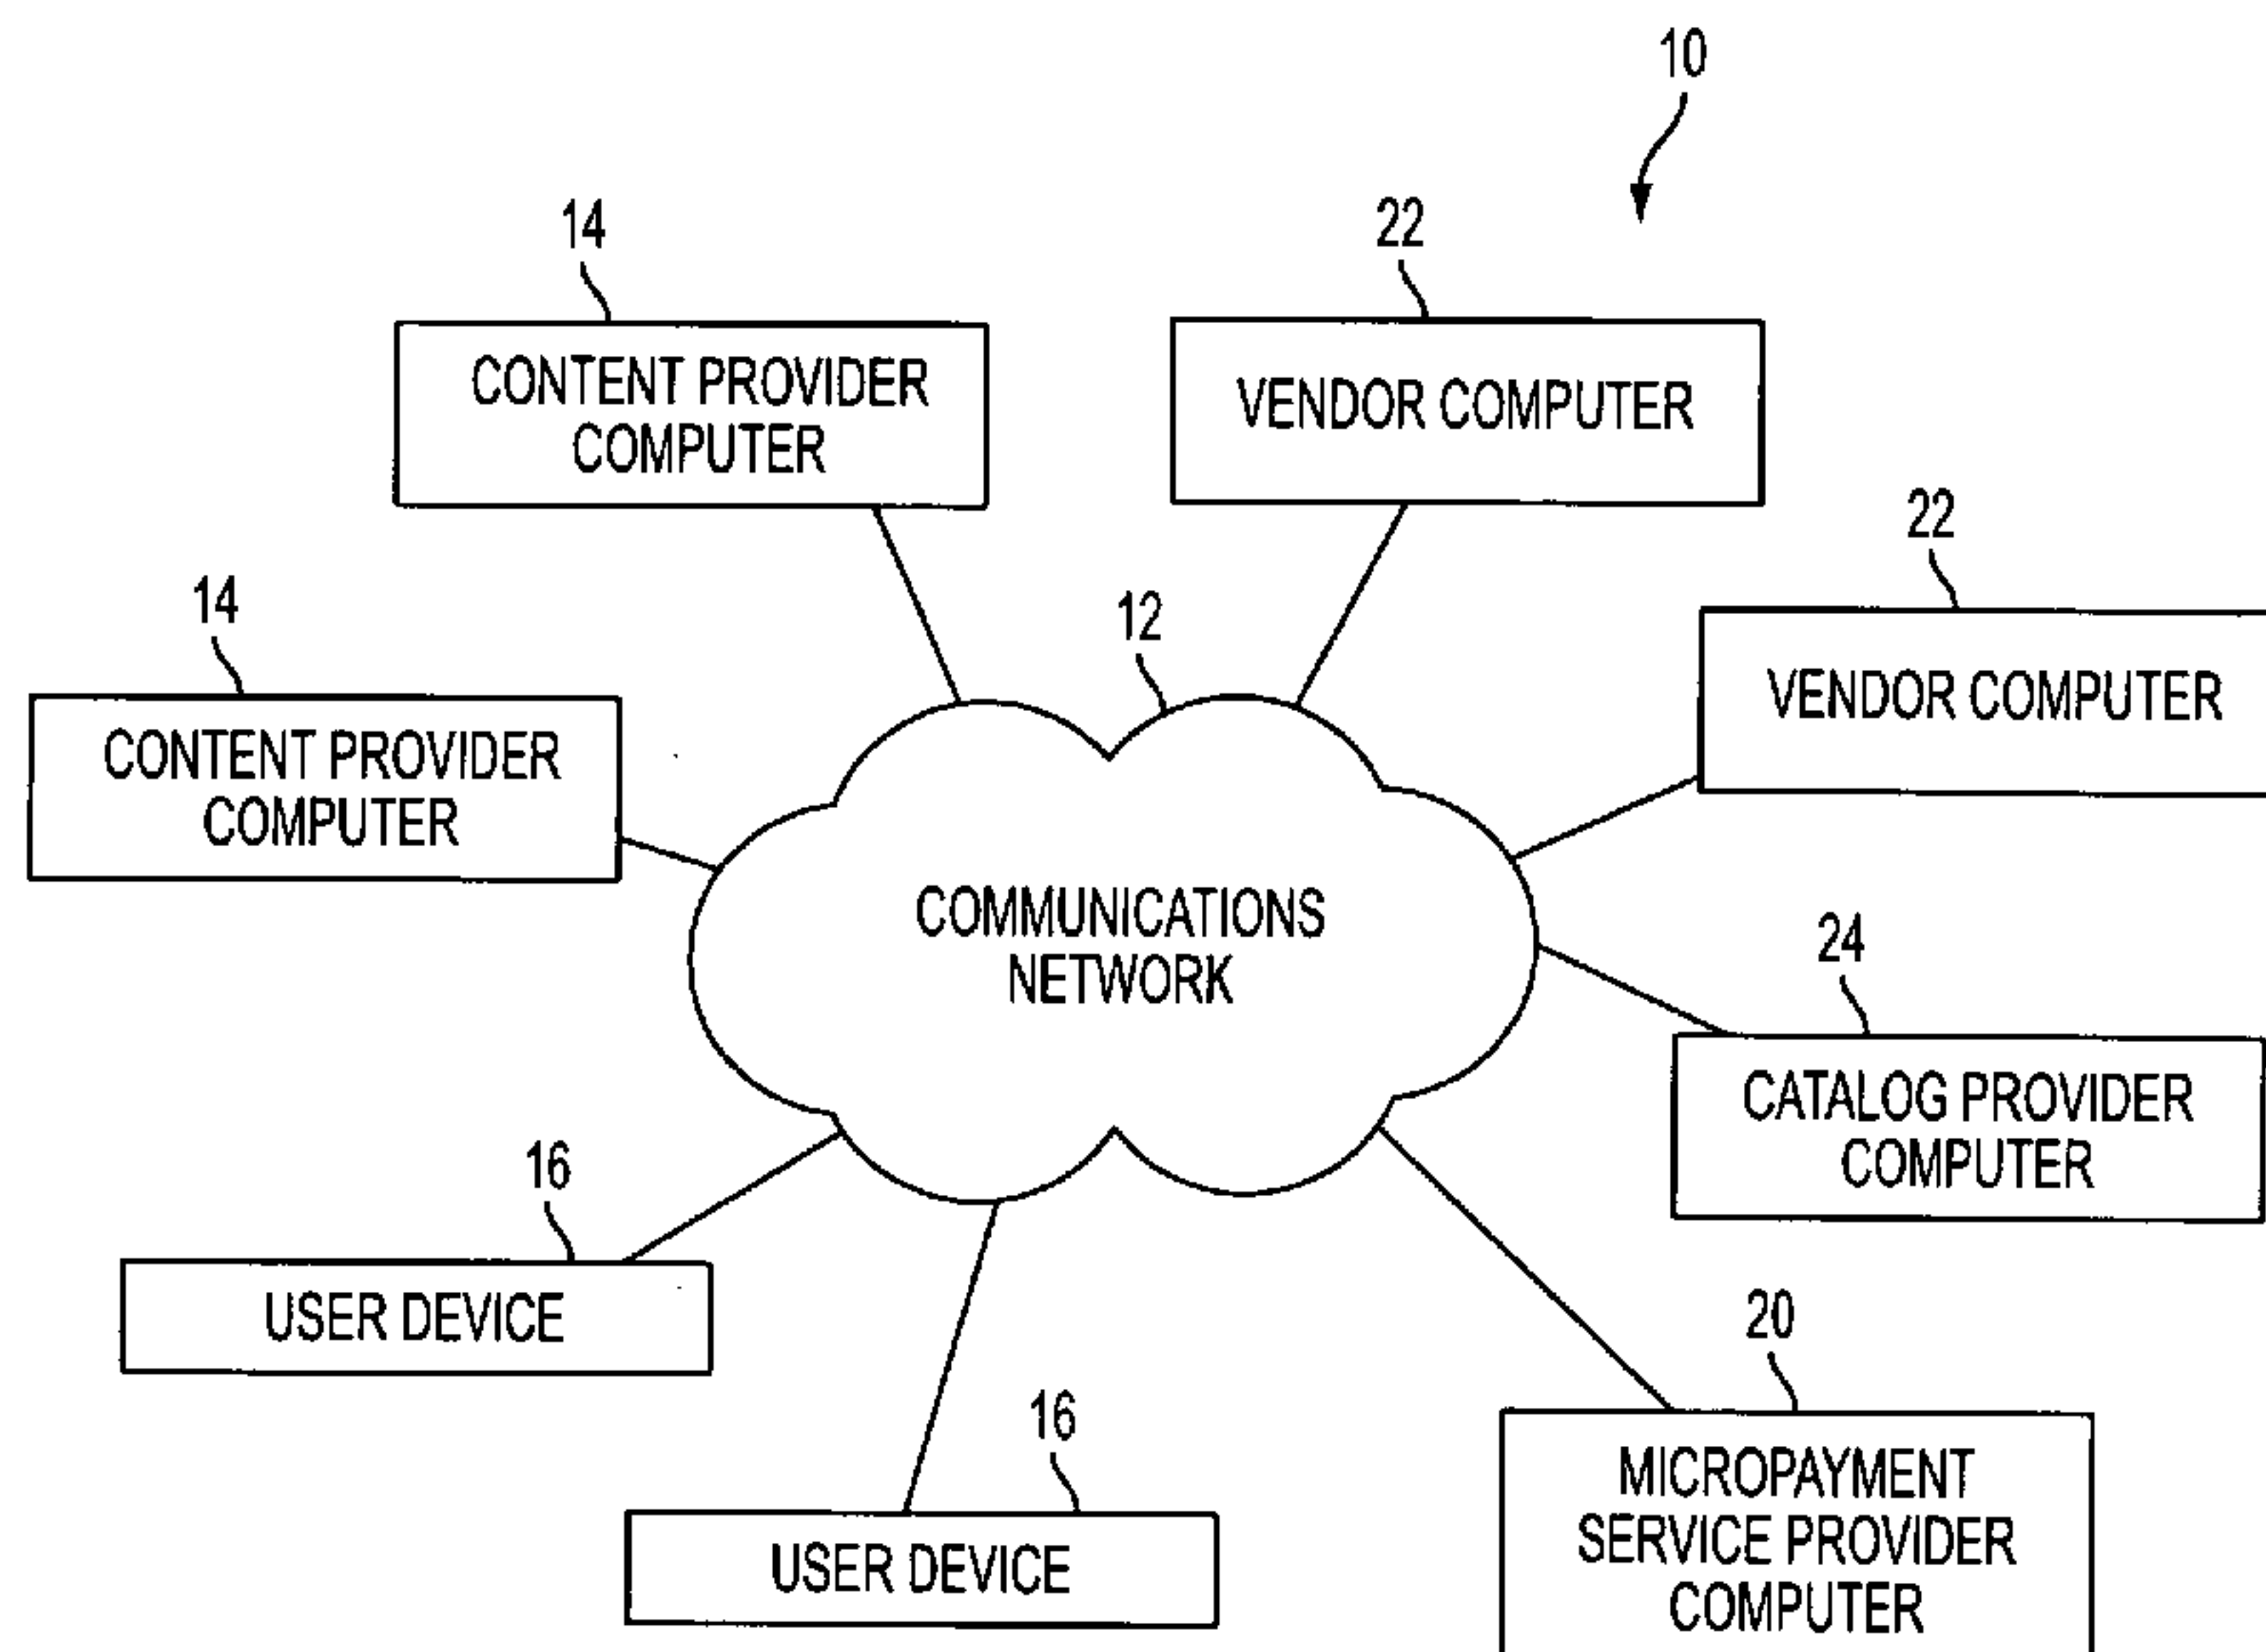 10
14
22
CONTENT PROVIDER
COMPUTER
VENDOR COMPUTER
22
14
12
VENDOR COMPUTER
CONTENT PROVIDER
COMPUTER
COMMUNICATIONS
NETWORK
24
CATALOG PROVIDER
COMPUTER
16
USER DEVICE
20
16
MICROPAYMENT
SERVICE PROVIDER
COMPUTER
USER DEVICE